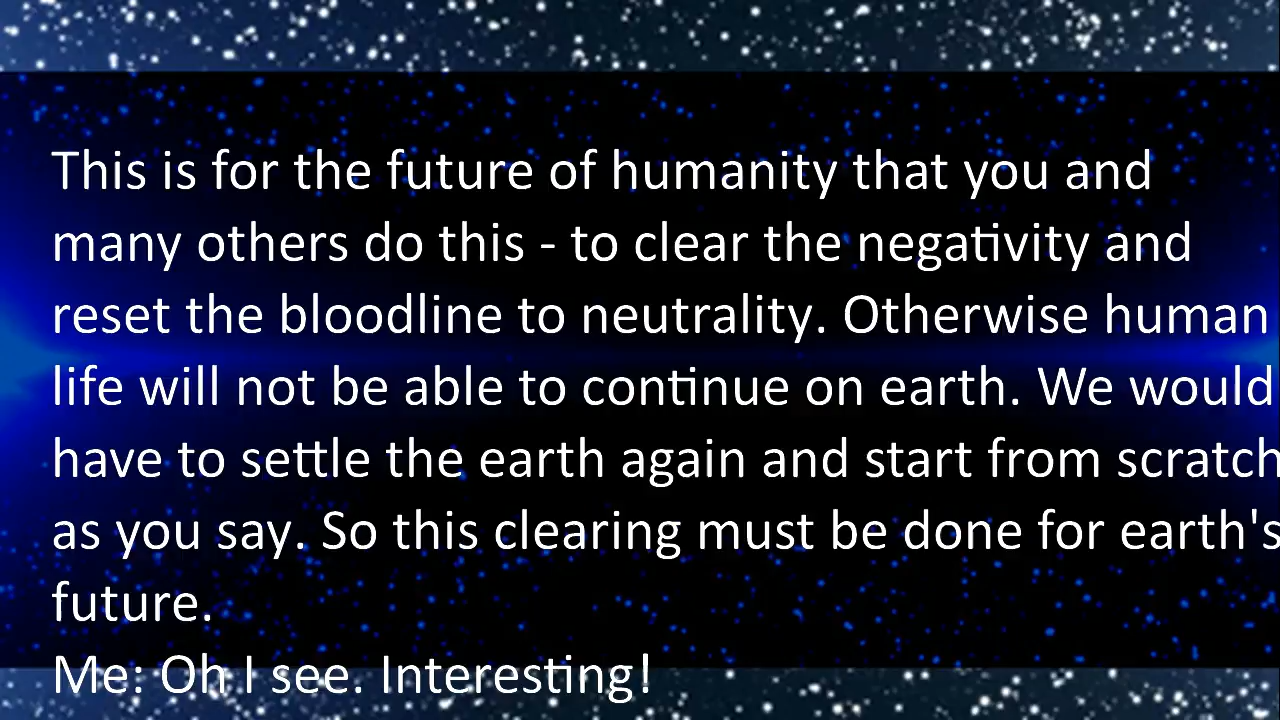 This is for the future of humanity that you and
many others do this - to clear the negativity and
reset the bloodline to neutrality. Otherwise human
life will not be able to continue on earth. We would
have to settle the earth again and start from scratch
as you say. So this clearing must be done for earth's
future.
Me: Oh I see. Interesting!